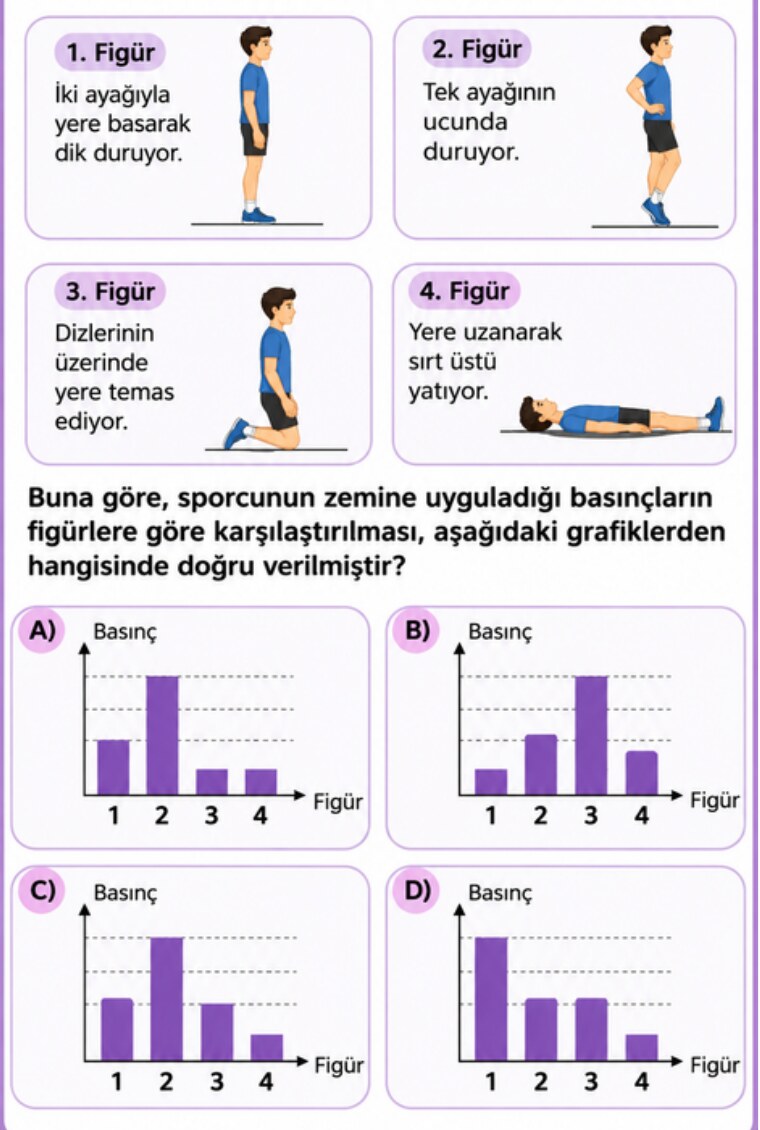 1. Figür
İki ayağıyla
yere basarak
dik duruyor.
2. Figür
Tek ayağının
ucunda
duruyor.
3. Figür
Dizlerinin
üzerinde
yere temas
ediyor.
4. Figür
Yere uzanarak
sırt üstü
yatıyor.
Buna göre, sporcunun zemine uyguladığı basınçların
figürlere göre karşılaştırılması, aşağıdaki grafiklerden
hangisinde doğru verilmiştir?
A)
Basınç
1 2 3 4
Figür
B)
Basınç
1 2 3 4
Figür
C)
Basınç
1 2 3 4
Figür
D)
Basınç
1 2 3 4
Figür